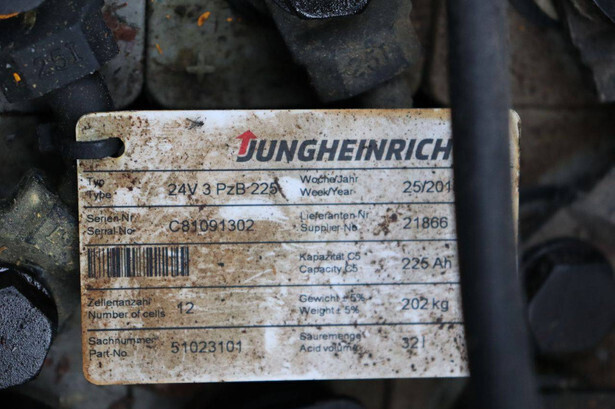 JUNGHEINRICH
Typ
Type
24V 3 PzB 225
Woche/Jahr
Week/Year
25/201
Serien Nr.
Serial No.
C81091302
Lieferanten Nr
Supplier No
21866
Kapazität C5
Capacity C5
225 Ah
Zellenanzahl
Number of cells
12
Gewicht ± 5%
Weight ± 5%
202 kg
Sachnummer
Part-No.
51023101
Säuremenge
Acid volume
32 l